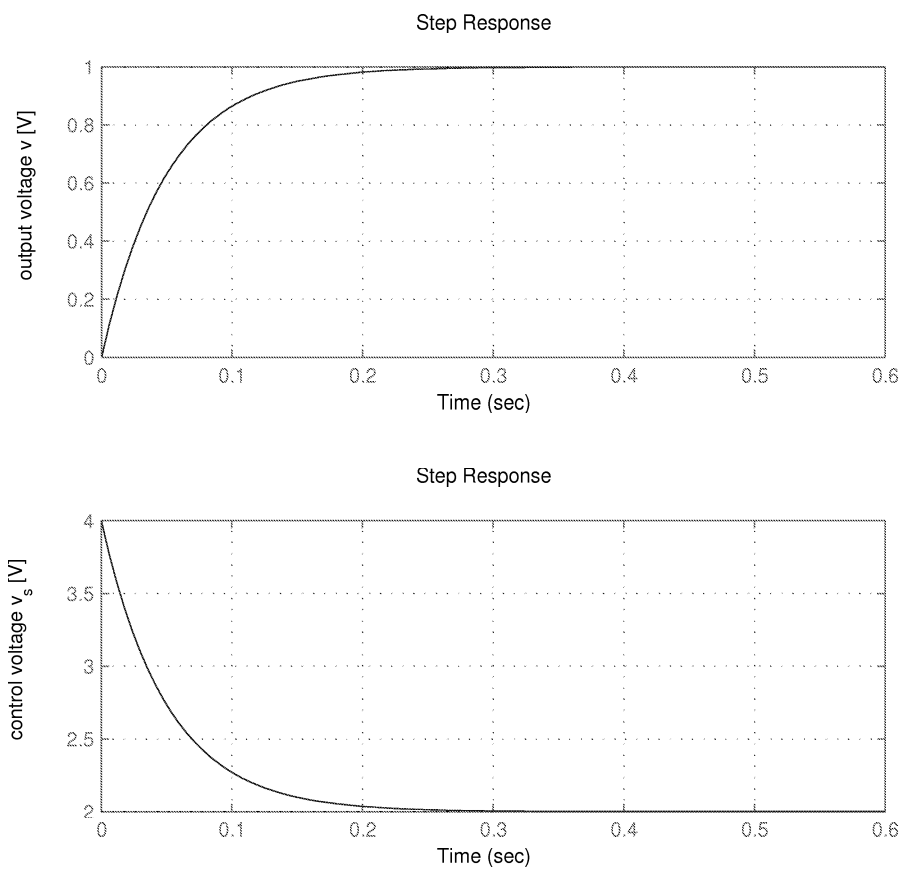 Step Response
output voltage v [V]
1
0.8
0.6
0.4
0.2
0
0 0.1 0.2 0.3 0.4 0.5 0.6
Time (sec)
Step Response
control voltage v_s [V]
4
3.5
3
2.5
2
0 0.1 0.2 0.3 0.4 0.5 0.6
Time (sec)